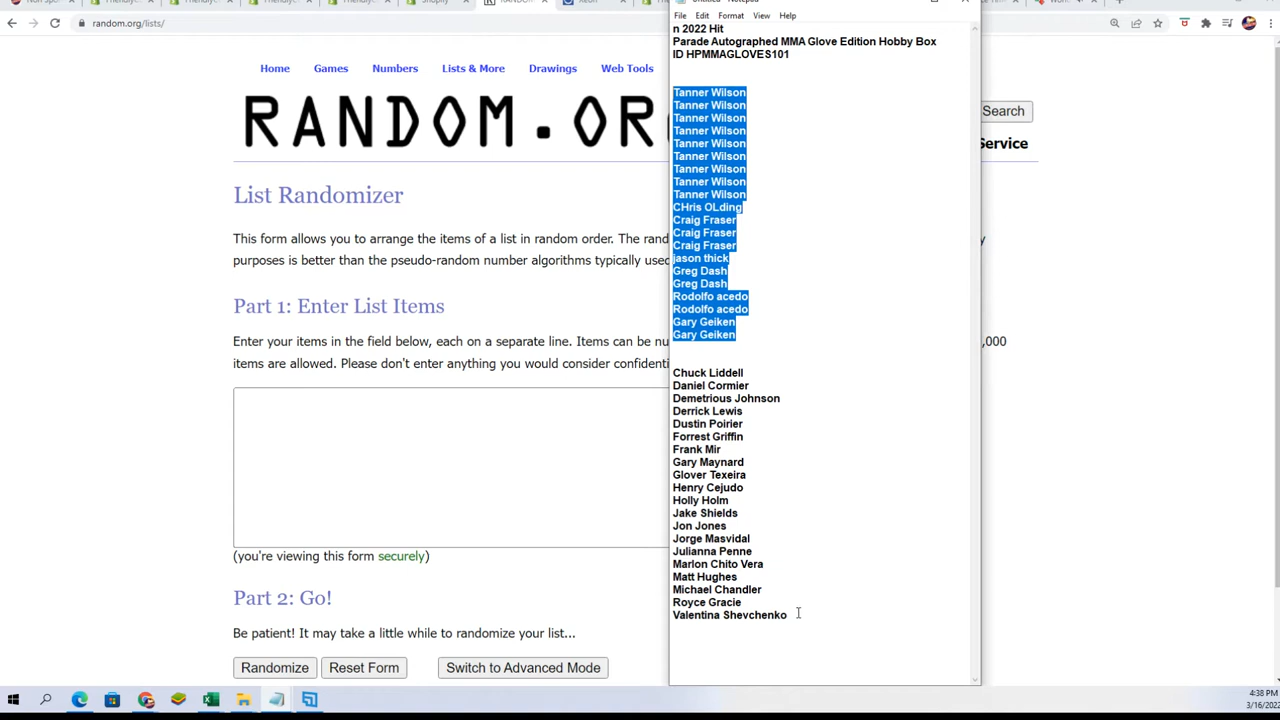 random.org/lists/
Home Games Numbers Lists & More Drawings Web Tools
RANDOM.OR
Search
Service
List Randomizer
This form allows you to arrange the items of a list in random order. The rand
purposes is better than the pseudo-random number algorithms typically used
Part 1: Enter List Items
Enter your items in the field below, each on a separate line. Items can be nu
,000
items are allowed. Please don't enter anything you would consider confidenti
(you're viewing this form securely)
Part 2: Go!
Be patient! It may take a little while to randomize your list...
Randomize Reset Form Switch to Advanced Mode
File Edit Format View Help
n 2022 Hit
Parade Autographed MMA Glove Edition Hobby Box
ID HPMMAGLOVES101
Tanner Wilson
Tanner Wilson
Tanner Wilson
Tanner Wilson
Tanner Wilson
Tanner Wilson
Tanner Wilson
Tanner Wilson
Tanner Wilson
CHris OLding
Craig Fraser
Craig Fraser
Craig Fraser
jason thick
Greg Dash
Greg Dash
Rodolfo acedo
Rodolfo acedo
Gary Geiken
Gary Geiken
Chuck Liddell
Daniel Cormier
Demetrious Johnson
Derrick Lewis
Dustin Poirier
Forrest Griffin
Frank Mir
Gary Maynard
Glover Texeira
Henry Cejudo
Holly Holm
Jake Shields
Jon Jones
Jorge Masvidal
Julianna Penne
Marlon Chito Vera
Matt Hughes
Michael Chandler
Royce Gracie
Valentina Shevchenko
4:38 PM
3/16/202